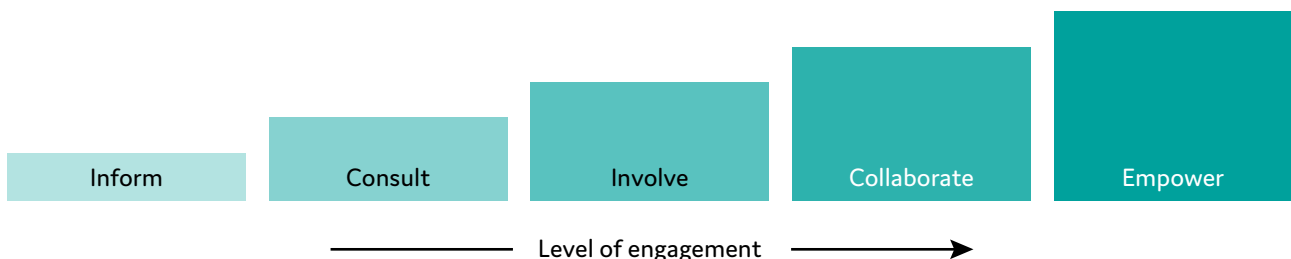 Inform
Consult
Involve
Collaborate
Empower
Level of engagement